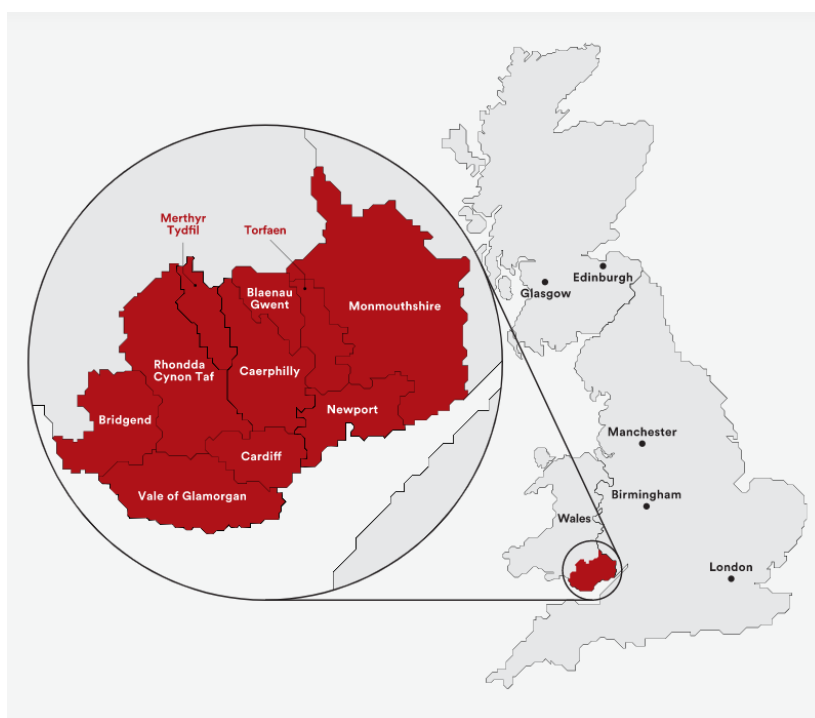 Merthyr
Tydfil
Torfaen
Blaenau
Gwent
Monmouthshire
Rhondda
Cynon Taf
Caerphilly
Bridgend
Newport
Cardiff
Vale of Glamorgan
Edinburgh
Glasgow
Manchester
Birmingham
Wales
London